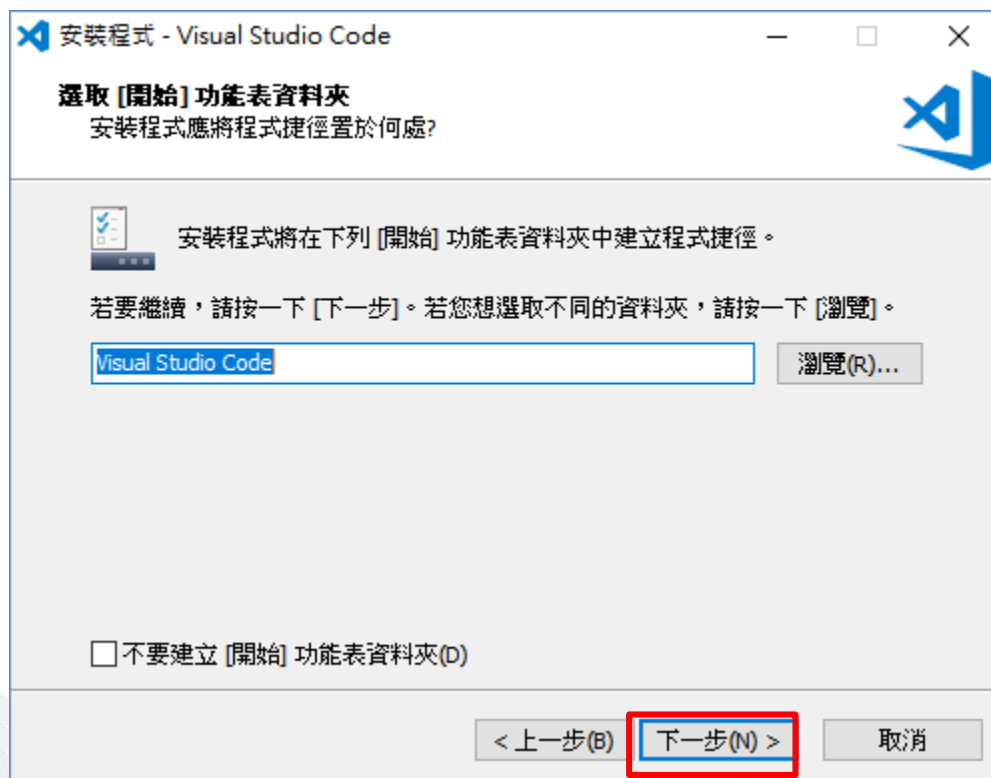 安裝程式 - Visual Studio Code
選取 [開始] 功能表資料夾
安裝程式應將程式捷徑置於何處?
安裝程式將在下列 [開始] 功能表資料夾中建立程式捷徑。
若要繼續，請按一下 [下一步]。若您想選取不同的資料夾，請按一下 [瀏覽]。
Visual Studio Code
瀏覽(R)...
不要建立 [開始] 功能表資料夾(D)
< 上一步(B) 下一步(N) > 取消